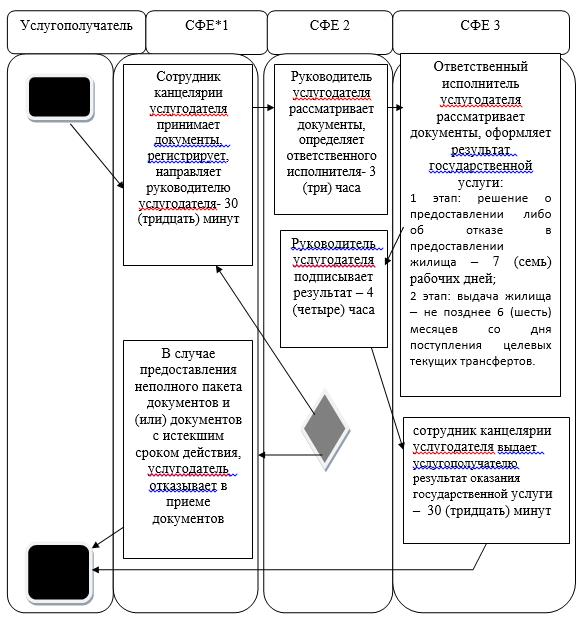 Услугополучатель
СФЕ*1
СФЕ 2
СФЕ 3
Сотрудник
канцелярии
услугодателя
принимает
документы,
регистрирует,
направляет
руководителю
услугодателя- 30
(тридцать) минут
Руководитель
услугодателя
рассматривает
документы,
определяет
ответственного
исполнителя- 3
(три) часа
Ответственный
исполнитель
услугодателя
рассматривает
документы, оформляет
результат
государственной
услуги:
1 этап: решение о
предоставлении либо
об отказе в
предоставлении
жилища – 7 (семь)
рабочих дней;
2 этап: выдача жилища
– не позднее 6 (шесть)
месяцев со дня
поступления целевых
текущих трансфертов.
Руководитель
услугодателя
подписывает
результат – 4
(четыре) часа
В случае
предоставления
неполного пакета
документов и
(или) документов
с истекшим
сроком действия,
услугодатель
отказывает в
приеме
документов
сотрудник канцелярии
услугодателя выдает
услугополучателю
результат оказания
государственной услуги
– 30 (тридцать) минут